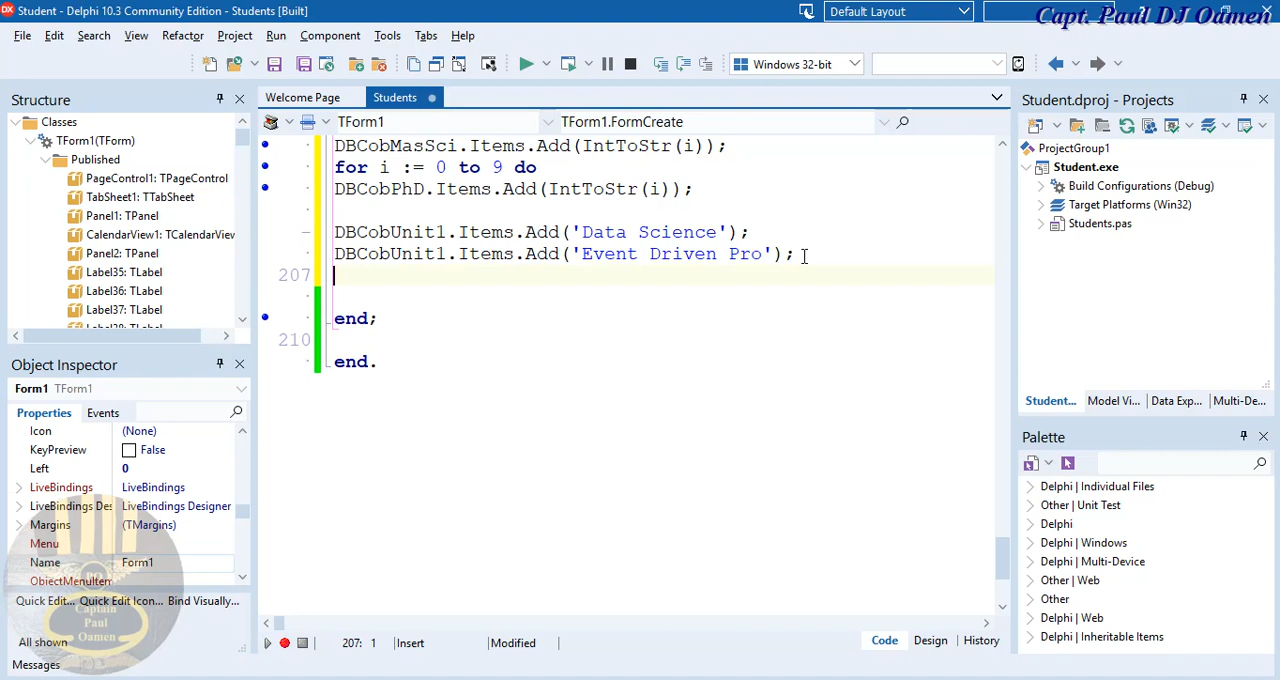 Student - Delphi 10.3 Community Edition - Students [Built]
Default Layout
Capt. Paul DJ Oamen
File Edit Search View Refactor Project Run Component Tools Tabs Help
Windows 32-bit
Structure
Classes
TForm1(TForm)
Published
PageControl1: TPageControl
TabSheet1: TTabSheet
Panel1: TPanel
CalendarView1: TCalendarView
Panel2: TPanel
Label35: TLabel
Label36: TLabel
Label37: TLabel
Label38: TLabel
Object Inspector
Form1 TForm1
Properties Events
Icon (None)
KeyPreview False
Left 0
LiveBindings LiveBindings
LiveBindings Des LiveBindings Designer
Margins (TMargins)
Menu
Name Form1
ObjectMenuItem
Quick Edit... Quick Edit Icon... Bind Visually...
All shown
Messages
Captain
Paul
Oamen
Welcome Page Students
TForm1 TForm1.FormCreate
DBCobMasSci.Items.Add(IntToStr(i));
for i := 0 to 9 do
DBCobPhD.Items.Add(IntToStr(i));
DBCobUnit1.Items.Add('Data Science');
DBCobUnit1.Items.Add('Event Driven Pro');
207
end;
210
end.
207: 1 Insert Modified
Code Design History
Student.dproj - Projects
ProjectGroup1
Student.exe
Build Configurations (Debug)
Target Platforms (Win32)
Students.pas
Student... Model Vi... Data Exp... Multi-De...
Palette
Delphi | Individual Files
Other | Unit Test
Delphi
Delphi | Windows
Delphi | Multi-Device
Other | Web
Other
Delphi | Web
Delphi | Inheritable Items